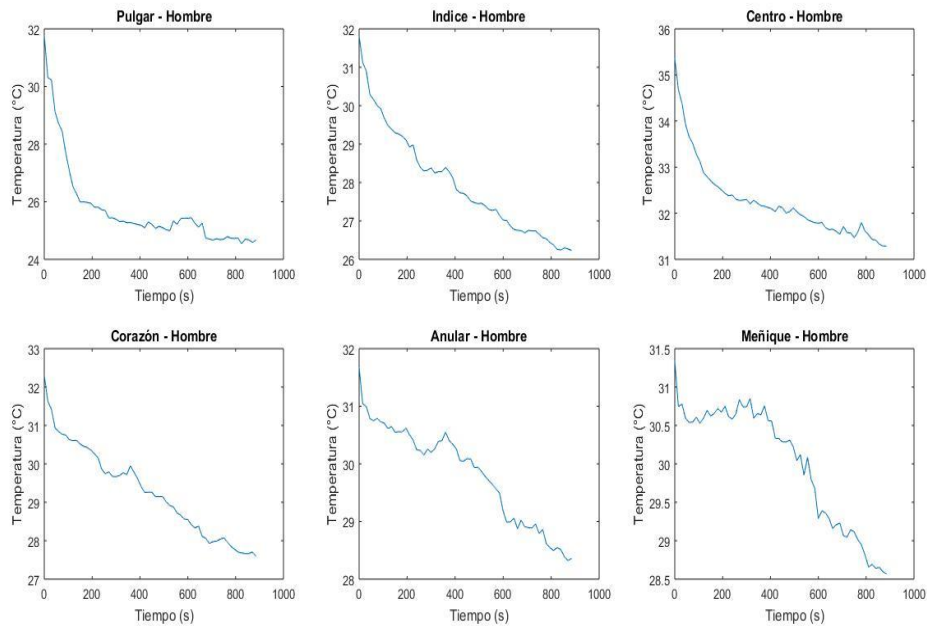 Pulgar - Hombre
32
30
28
26
24
Temperatura (°C)
0 200 400 600 800 1000
Tiempo (s)
Indice - Hombre
32
31
30
29
28
27
26
Temperatura (°C)
0 200 400 600 800 1000
Tiempo (s)
Centro - Hombre
36
35
34
33
32
31
Temperatura (°C)
0 200 400 600 800 1000
Tiempo (s)
Corazón - Hombre
33
32
31
30
29
28
27
Temperatura (°C)
0 200 400 600 800 1000
Tiempo (s)
Anular - Hombre
32
31
30
29
28
Temperatura (°C)
0 200 400 600 800 1000
Tiempo (s)
Meñique - Hombre
31.5
31
30.5
30
29.5
29
28.5
Temperatura (°C)
0 200 400 600 800 1000
Tiempo (s)